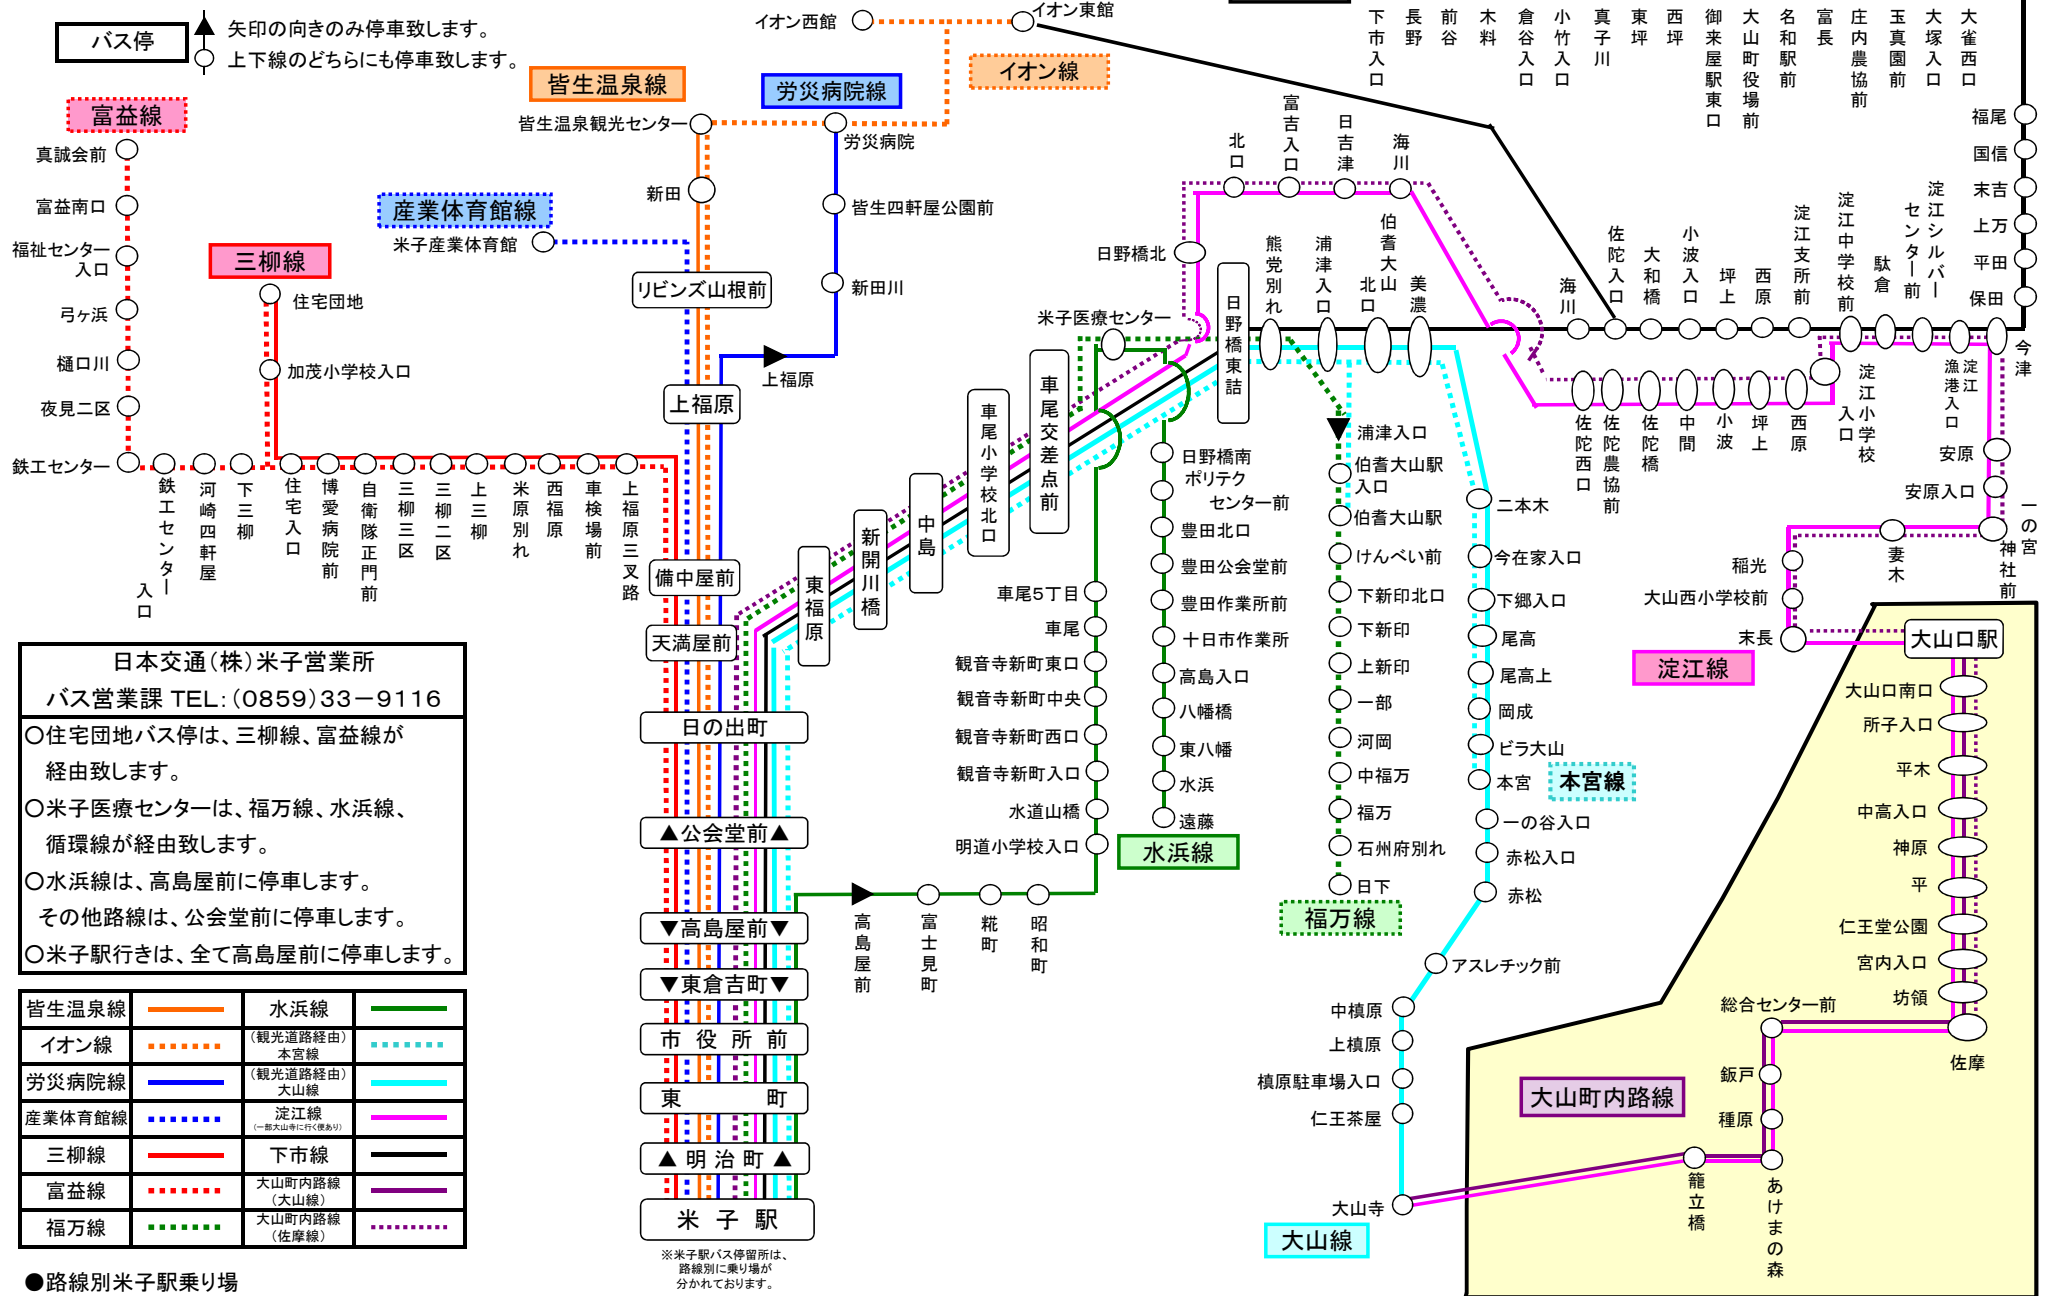 バス停
矢印の向きのみ停車致します。
上下線のどちらにも停車致します。
イオン西館
イオン東館
イオン線
皆生温泉線
労災病院線
皆生温泉観光センター
労災病院
新田
皆生四軒屋公園前
新田川
産業体育館線
米子産業体育館
リビンズ山根前
上福原
上福原
富益線
真誠会前
富益南口
福祉センター
入口
弓ヶ浜
樋口川
夜見二区
鉄工センター
三柳線
住宅団地
加茂小学校入口
鉄工センター
入口
河崎四軒屋
下三柳
住宅入口
博愛病院前
自衛隊正門前
三柳三区
三柳二区
上三柳
米原別れ
西福原
車検場前
上福原三叉路
備中屋前
天満屋前
日の出町
▲公会堂前▲
▼高島屋前▼
▼東倉吉町▼
市役所前
東町
▲明治町▲
米子駅
※米子駅バス停留所は、
路線別に乗り場が
分かれております。
東福原
新開川橋
中島
車尾小学校北口
車尾交差点前
日野橋東詰
米子医療センター
日野橋北
北口
富吉入口
日吉津
海川
熊党別れ
浦津入口
伯耆大山
北口
美濃
下市入口
長野
前谷
木料
倉谷入口
小竹入口
真子川
東坪
西坪
御来屋駅東口
大山町役場前
名和駅前
富長
庄内農協前
玉真園前
大塚入口
大雀西口
福尾
国信
末吉
上万
平田
保田
海川
佐陀入口
大和橋
小波入口
坪上
西原
淀江支所前
淀江中学校前
駄倉
淀江シルバー
センター前
淀江
漁港入口
今津
佐陀西口
佐陀農協前
佐陀橋
中間
小波
坪上
西原
淀江小学校
入口
安原
安原入口
一の宮
神社前
妻木
稲光
大山西小学校前
末長
淀江線
大山口駅
大山口南口
所子入口
平木
中高入口
神原
平
仁王堂公園
宮内入口
坊領
佐摩
総合センター前
鈑戸
種原
あけまの森
籠立橋
大山町内路線
車尾5丁目
車尾
観音寺新町東口
観音寺新町中央
観音寺新町西口
観音寺新町入口
水道山橋
明道小学校入口
高島屋前
富士見町
糀町
昭和町
日野橋南
ポリテク
センター前
豊田北口
豊田公会堂前
豊田作業所前
十日市作業所
高島入口
八幡橋
東八幡
水浜
遠藤
水浜線
浦津入口
伯耆大山駅
入口
伯耆大山駅
けんぺい前
下新印北口
下新印
上新印
一部
河岡
中福万
福万
石州府別れ
日下
福万線
二本木
今在家入口
下郷入口
尾高
尾高上
岡成
ビラ大山
本宮
本宮線
一の谷入口
赤松入口
赤松
アスレチック前
中槙原
上槙原
槙原駐車場入口
仁王茶屋
大山寺
大山線
日本交通(株)米子営業所
バス営業課 TEL:(0859)33－9116
○住宅団地バス停は、三柳線、富益線が
経由致します。
○米子医療センターは、福万線、水浜線、
循環線が経由致します。
○水浜線は、高島屋前に停車します。
その他路線は、公会堂前に停車します。
○米子駅行きは、全て高島屋前に停車します。
皆生温泉線
水浜線
イオン線
(観光道路経由)
本宮線
労災病院線
(観光道路経由)
大山線
産業体育館線
淀江線
(一部大山寺に行く便あり)
三柳線
下市線
富益線
大山町内路線
(大山線)
福万線
大山町内路線
(佐摩線)
●路線別米子駅乗り場